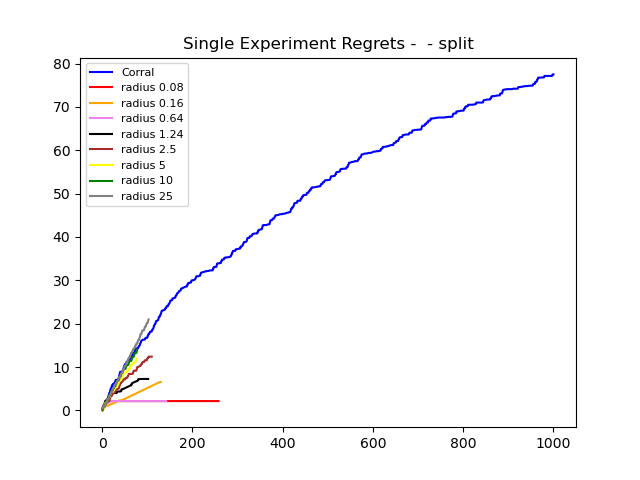 Single Experiment Regrets -  - split
80
70
60
50
40
30
20
10
0
Corral
radius 0.08
radius 0.16
radius 0.64
radius 1.24
radius 2.5
radius 5
radius 10
radius 25
0 200 400 600 800 1000